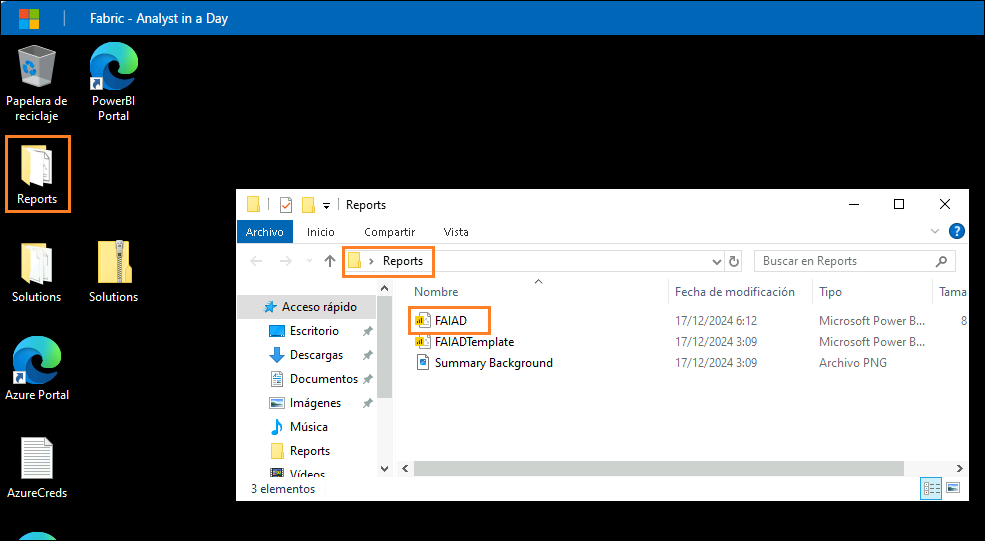 Fabric - Analyst in a Day
Papelera de
reciclaje
PowerBI
Portal
Reports
Solutions
Solutions
Azure Portal
AzureCreds
Reports
Archivo
Inicio
Compartir
Vista
Reports
Buscar en Reports
Nombre
Fecha de modificación
Tipo
Tama
Acceso rápido
Escritorio
Descargas
Documentos
Imágenes
Música
Reports
Vídeos
FAIAD
17/12/2024 6:12
Microsoft Power B...
8
FAIADTemplate
17/12/2024 3:09
Microsoft Power B...
Summary Background
17/12/2024 3:09
Archivo PNG
3 elementos